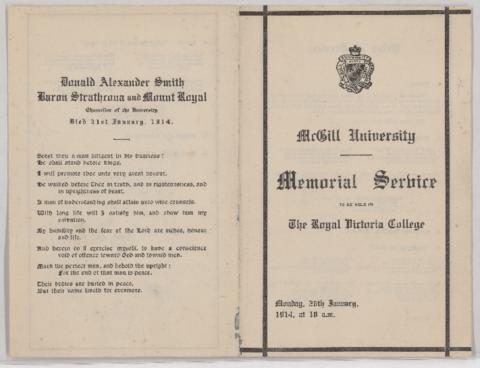 Donald Alexander Smith
Baron Strathcona and Mount Royal
Chancellor of the University
Died 21st January, 1914.
Seest thou a man diligent in his business?
He shall stand before kings.
I will promote thee unto very great honour.
He walked before Thee in truth, and in righteousness, and
in uprightness of heart.
A man of understanding shall attain unto wise counsels.
With long life will I satisfy him, and show him my
salvation.
By humility and the fear of the Lord are riches, honour
and life.
And herein do I exercise myself, to have a conscience
void of offence toward God and toward men.
Mark the perfect man, and behold the upright:
For the end of that man is peace.
Their bodies are buried in peace,
But their name liveth for evermore.
McGill University
Memorial Service
TO BE HELD IN
The Royal Victoria College
Monday, 26th January,
1914, at 10 a.m.